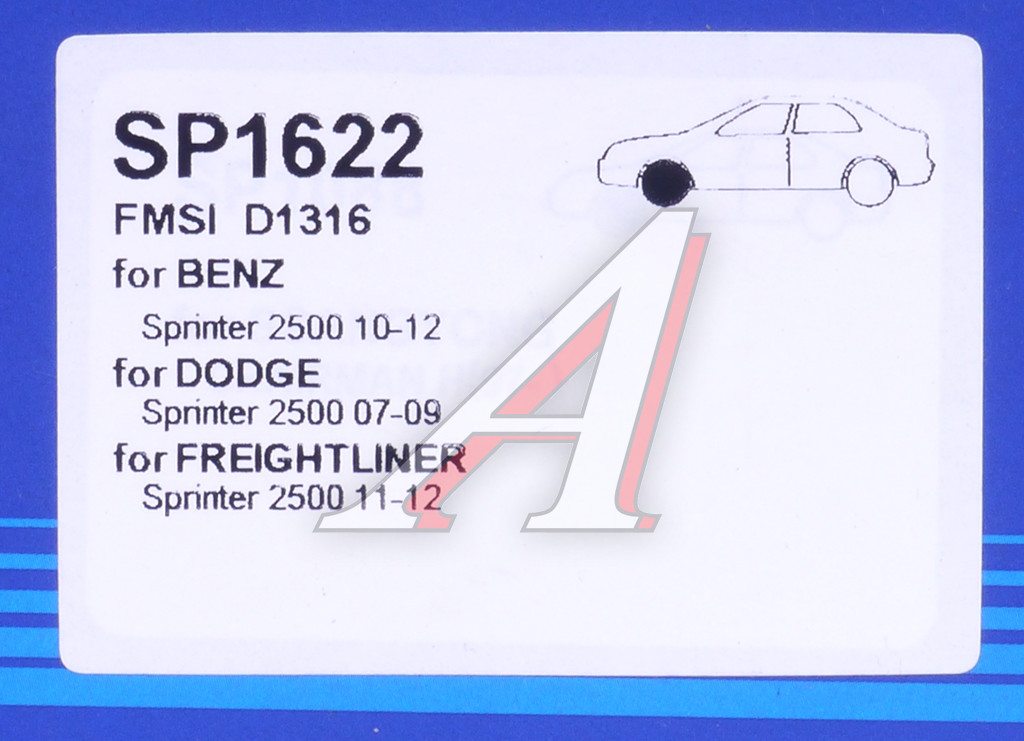 SP1622
FMSI D1316
for BENZ
Sprinter 2500 10-12
for DODGE
Sprinter 2500 07-09
for FREIGHTLINER
Sprinter 2500 11-12
A